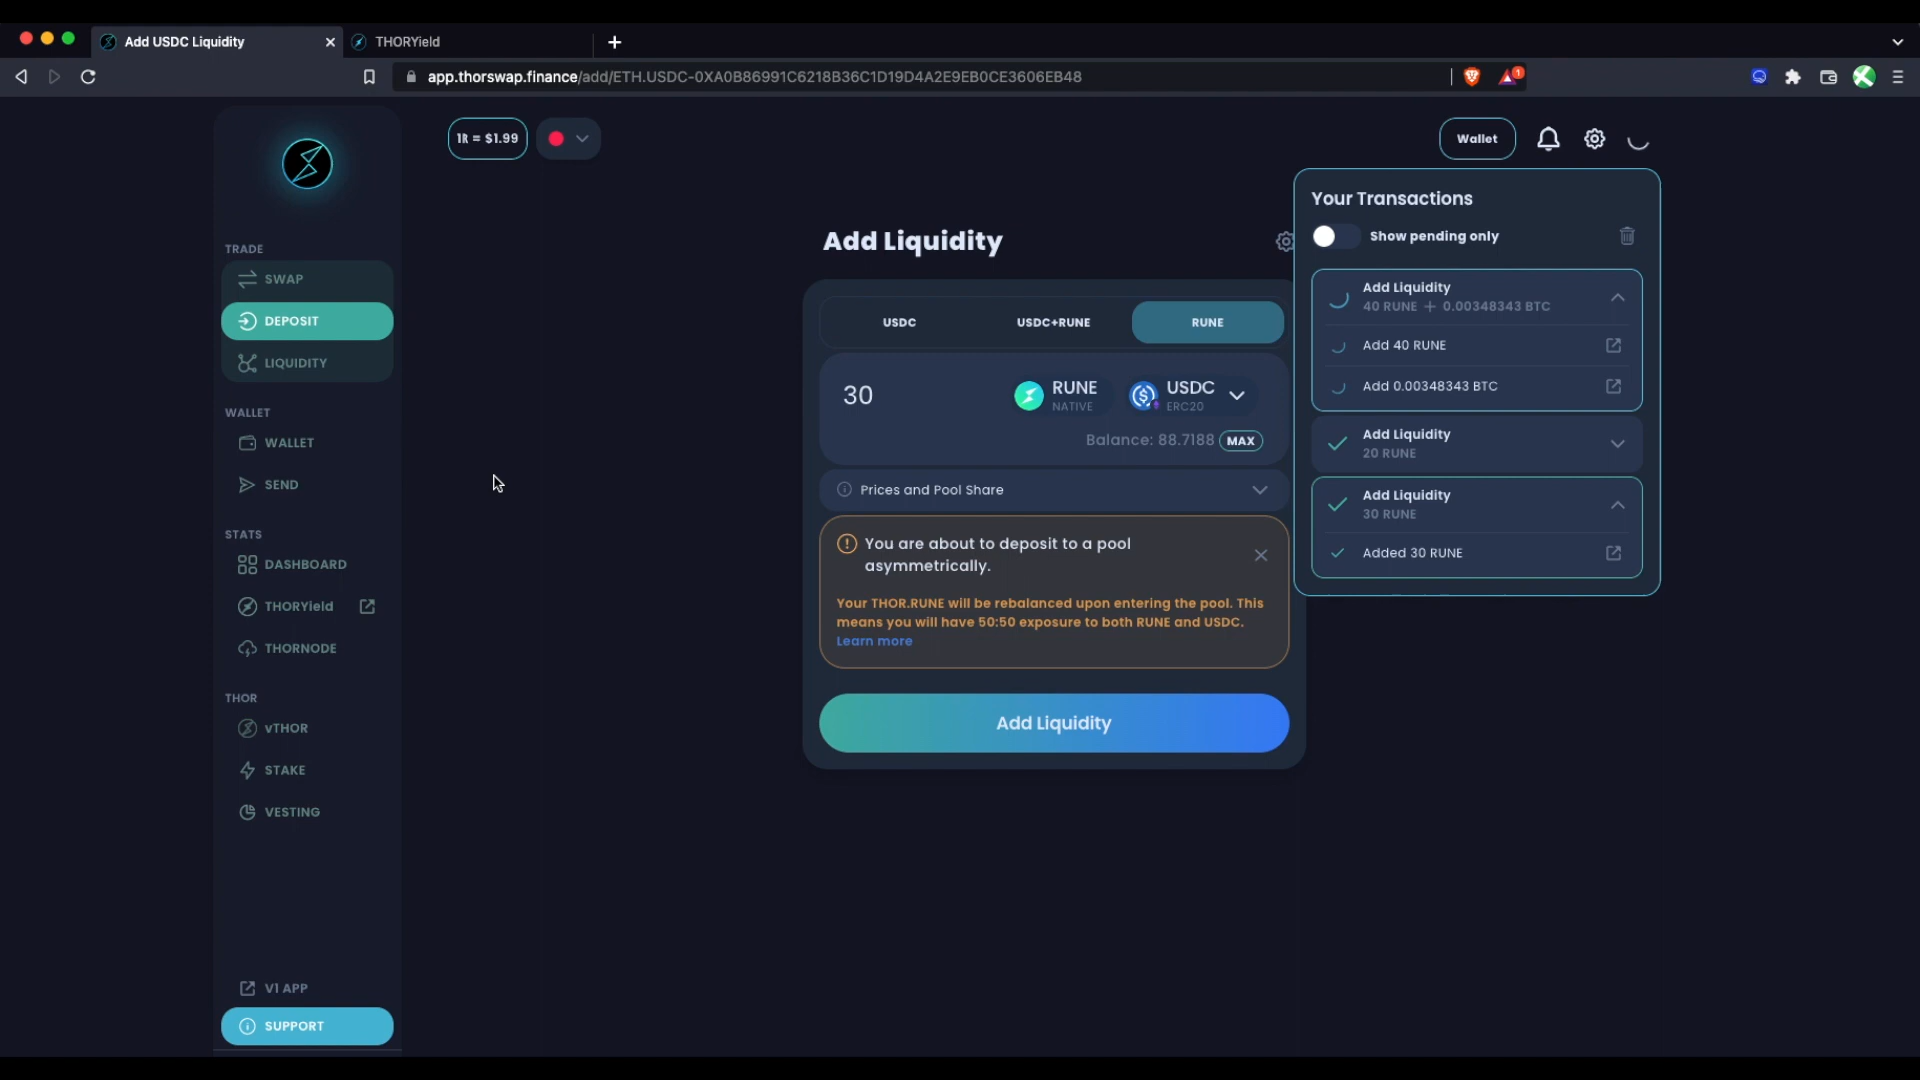 Add USDC Liquidity
THORYield
app.thorswap.finance/add/ETH.USDC-0XA0B86991C6218B36C1D19D4A2E9EB0CE3606EB48
1
1R = $1.99
Wallet
TRADE
SWAP
DEPOSIT
LIQUIDITY
WALLET
WALLET
SEND
STATS
DASHBOARD
THORYield
THORNODE
THOR
vTHOR
STAKE
VESTING
V1 APP
SUPPORT
Add Liquidity
USDC
USDC+RUNE
RUNE
30
RUNE
NATIVE
USDC
ERC20
Balance: 88.7188 MAX
Prices and Pool Share
You are about to deposit to a pool
asymmetrically.
Your THOR.RUNE will be rebalanced upon entering the pool. This
means you will have 50:50 exposure to both RUNE and USDC.
Learn more
Add Liquidity
Your Transactions
Show pending only
Add Liquidity
40 RUNE + 0.00348343 BTC
Add 40 RUNE
Add 0.00348343 BTC
Add Liquidity
20 RUNE
Add Liquidity
30 RUNE
Added 30 RUNE